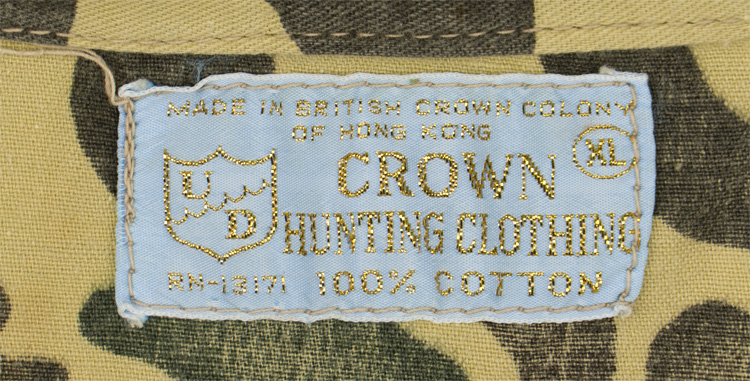 MADE IN BRITISH CROWN COLONY
OF HONG KONG
XL
CROWN
U
D
HUNTING CLOTHING
RN-13171 100% COTTON